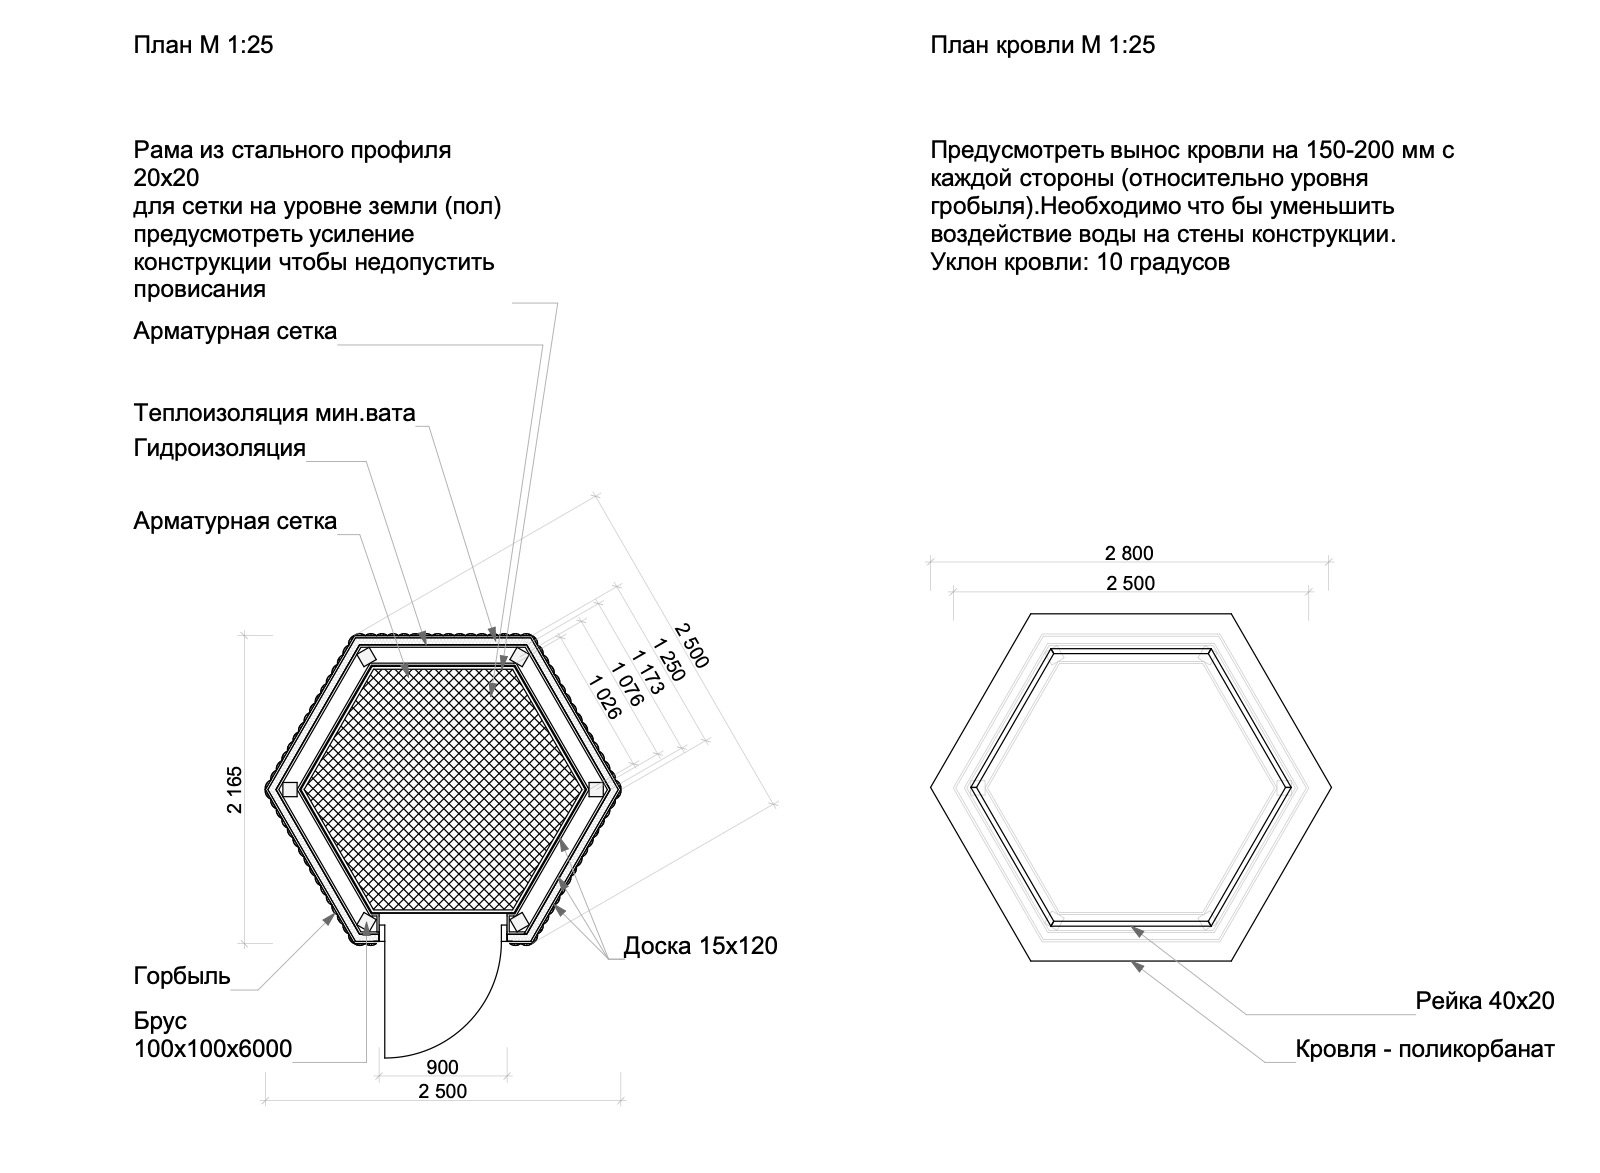 План М 1:25
Рама из стального профиля
20х20
для сетки на уровне земли (пол)
предусмотреть усиление
конструкции чтобы недопустить
провисания
Арматурная сетка
Теплоизоляция мин.вата
Гидроизоляция
Арматурная сетка
2 500
1 250
1 173
1 076
1 026
2 165
Доска 15х120
Горбыль
Брус
100х100х6000
900
2 500
План кровли М 1:25
Предусмотреть вынос кровли на 150-200 мм с
каждой стороны (относительно уровня
гробыля).Необходимо что бы уменьшить
воздействие воды на стены конструкции.
Уклон кровли: 10 градусов
2 800
2 500
Рейка 40х20
Кровля - поликорбанат